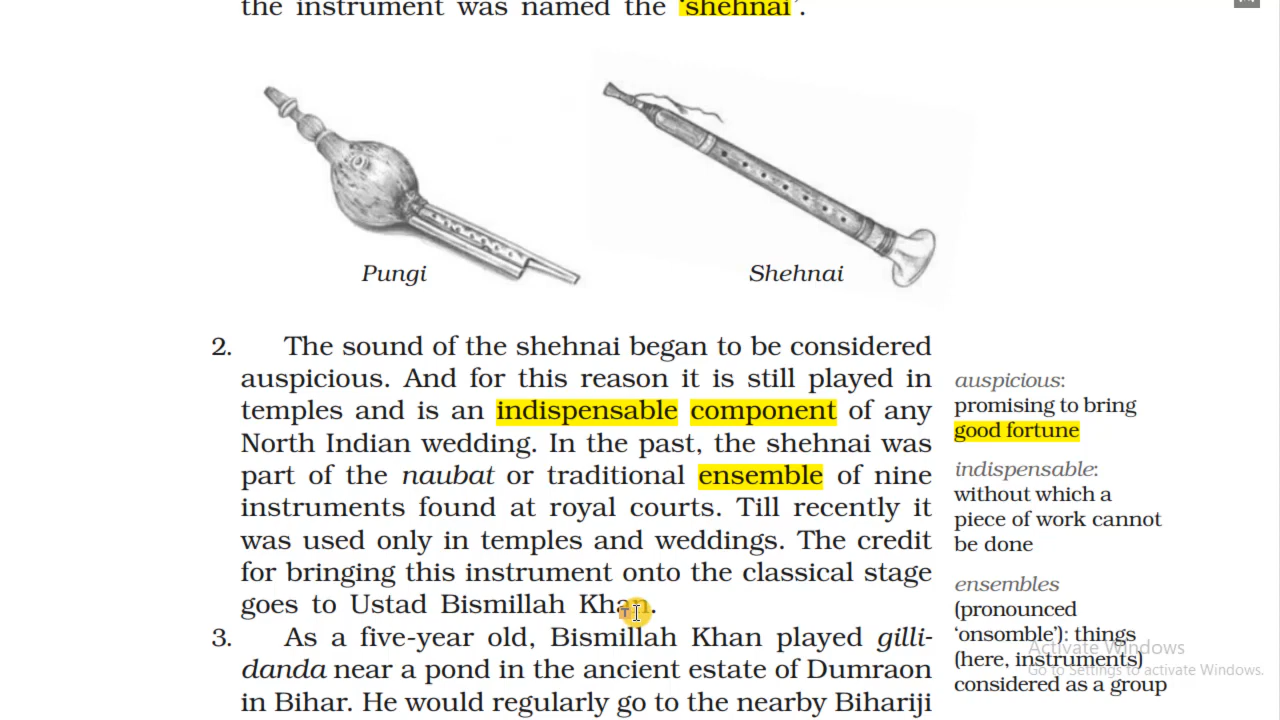 the instrument was named the ‘shehnai’.
Pungi
Shehnai
2. The sound of the shehnai began to be considered
auspicious. And for this reason it is still played in
temples and is an indispensable component of any
North Indian wedding. In the past, the shehnai was
part of the naubat or traditional ensemble of nine
instruments found at royal courts. Till recently it
was used only in temples and weddings. The credit
for bringing this instrument onto the classical stage
goes to Ustad Bismillah Khan.
3. As a five-year old, Bismillah Khan played gilli-
danda near a pond in the ancient estate of Dumraon
in Bihar. He would regularly go to the nearby Bihariji
auspicious:
promising to bring
good fortune
indispensable:
without which a
piece of work cannot
be done
ensembles
(pronounced
‘onsomble’): things
(here, instruments)
considered as a group
Activate Windows
Go to Settings to activate Windows.